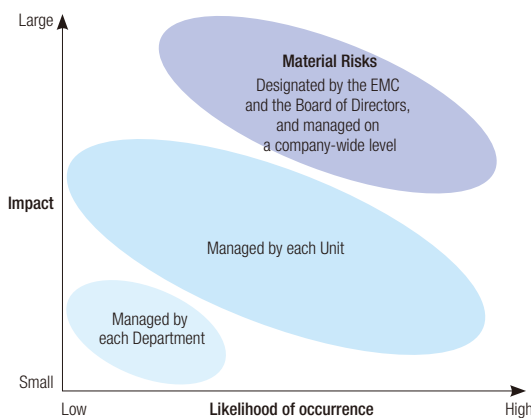 Large
Material Risks
Designated by the EMC
and the Board of Directors,
and managed on
a company-wide level
Impact
Managed by each Unit
Managed by
each Department
Small
Low
Likelihood of occurrence
High